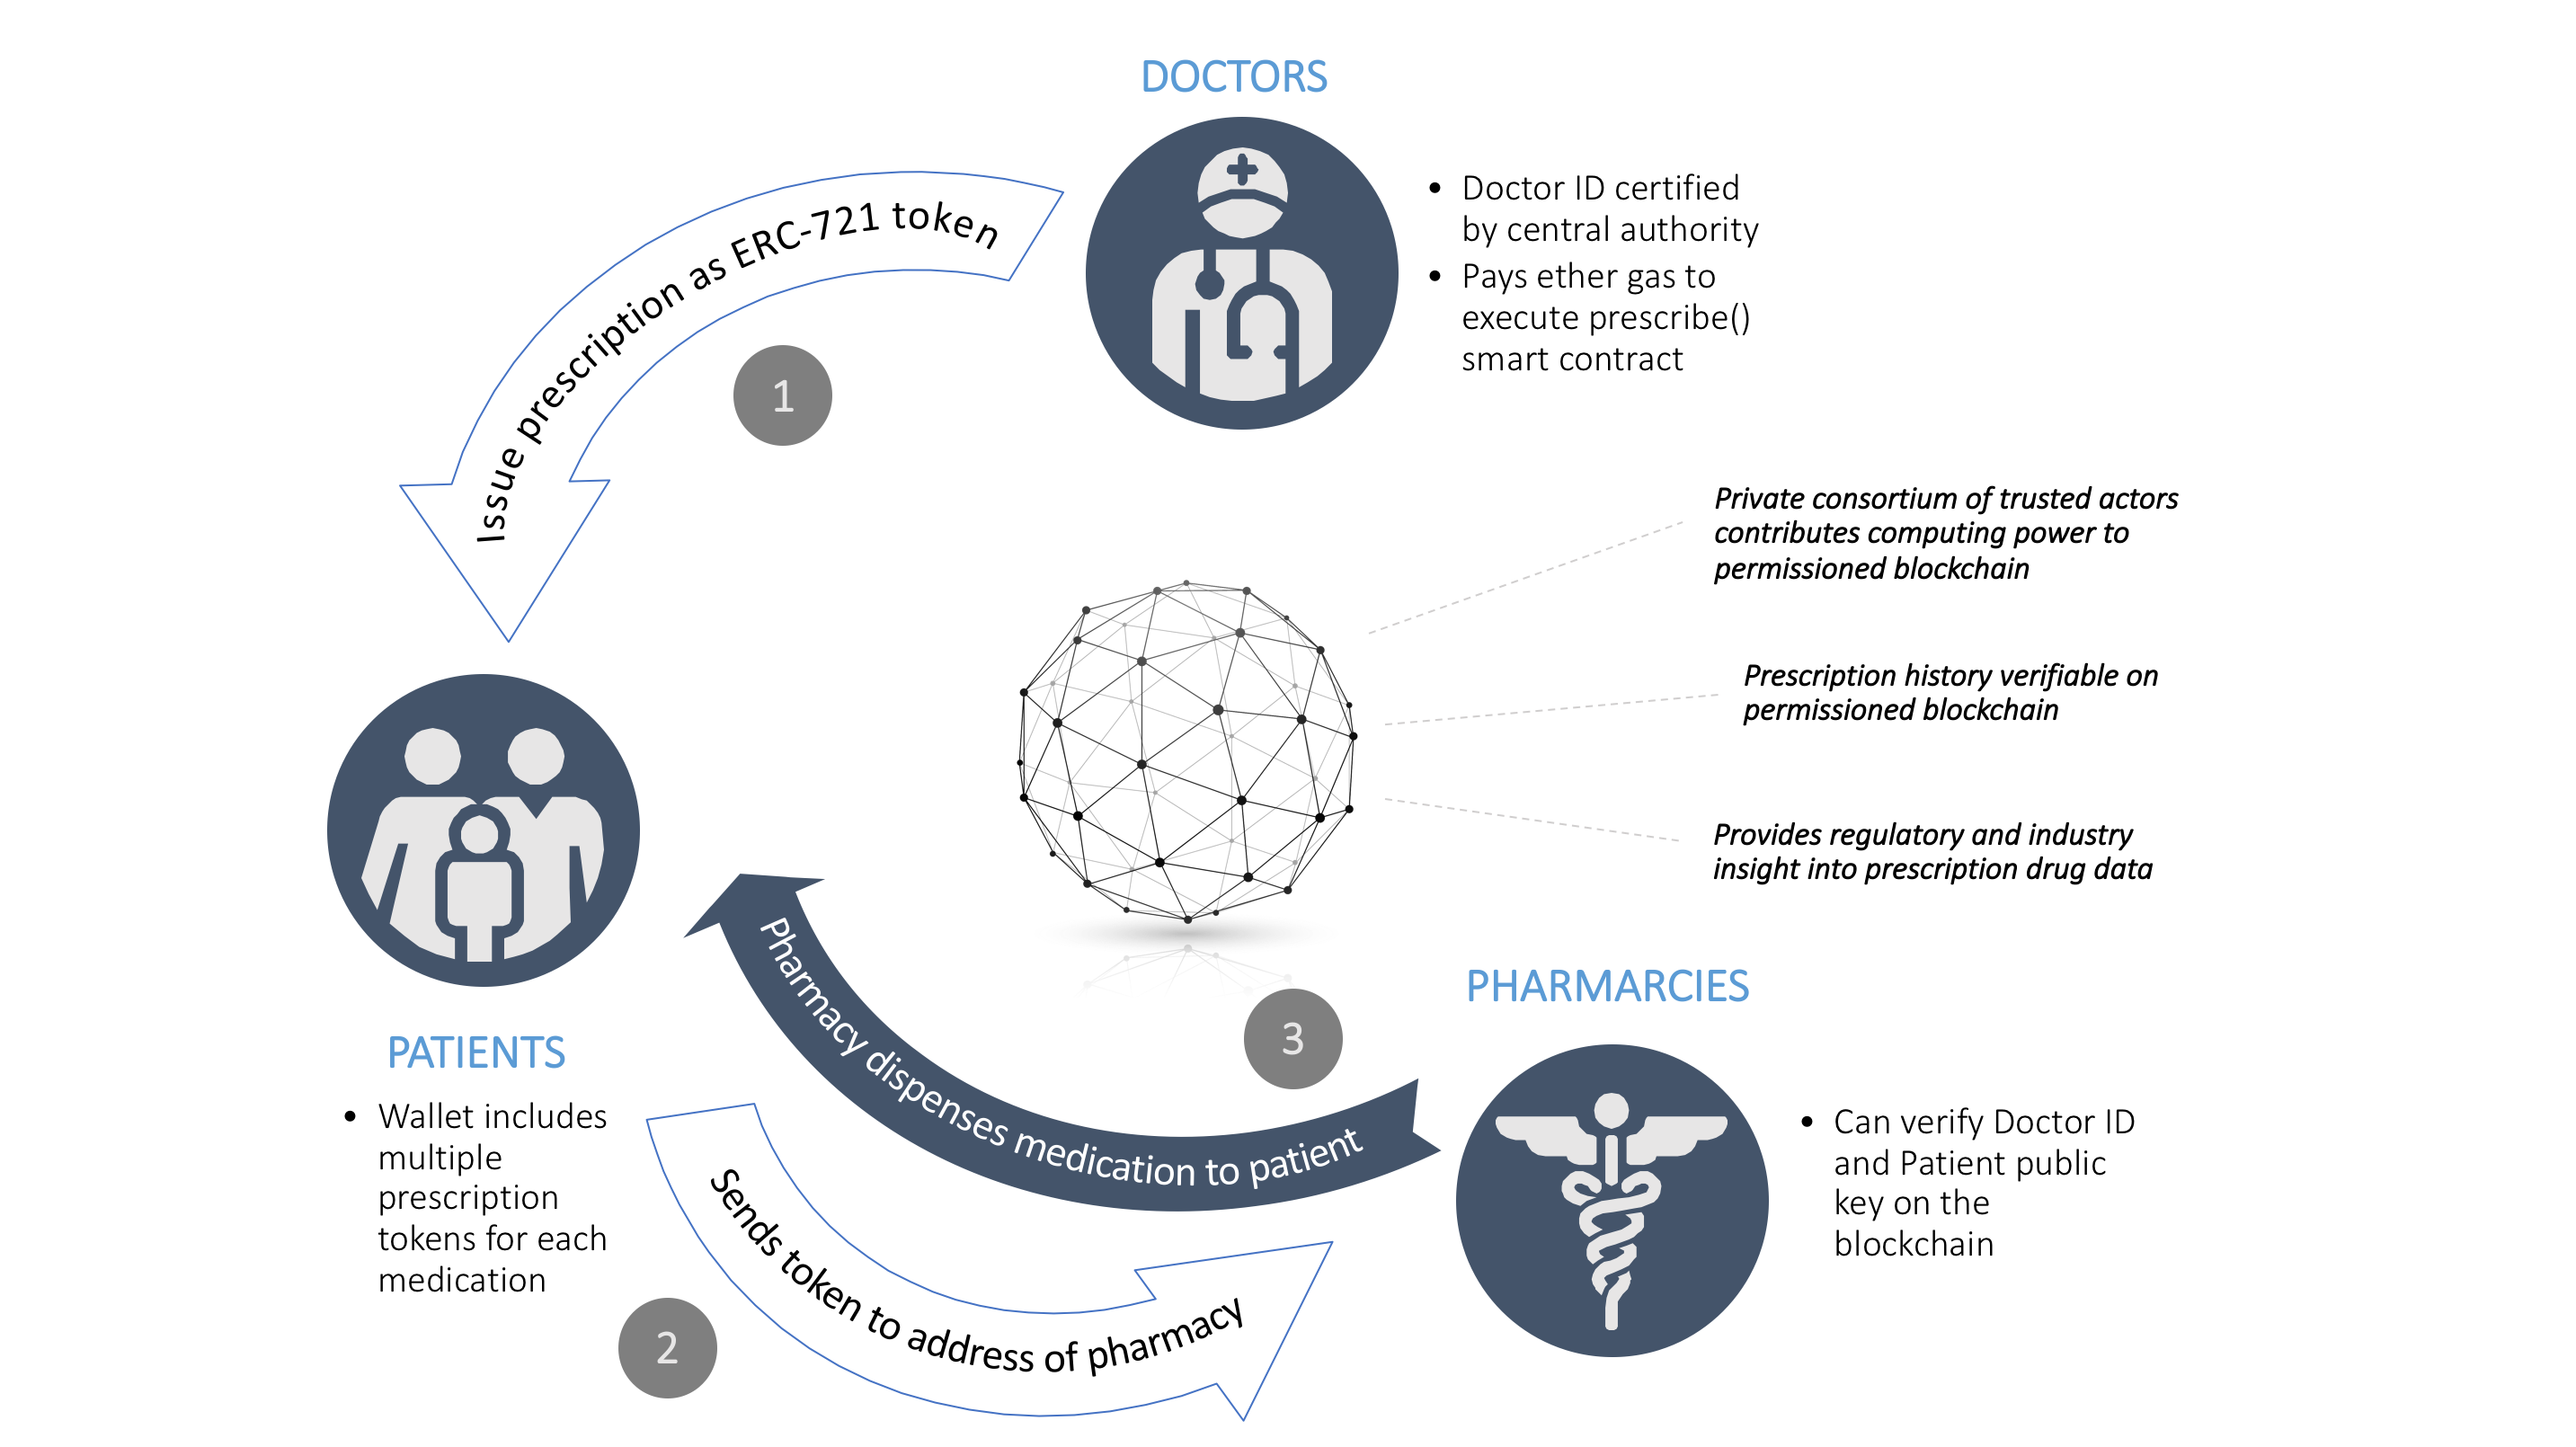 DOCTORS
• Doctor ID certified
by central authority
• Pays ether gas to
execute prescribe()
smart contract
Issue prescription as ERC-721 token
1
Private consortium of trusted actors
contributes computing power to
permissioned blockchain
Prescription history verifiable on
permissioned blockchain
Provides regulatory and industry
insight into prescription drug data
PATIENTS
• Wallet includes
multiple
prescription
tokens for each
medication
2
Sends token to address of pharmacy
3
Pharmacy dispenses medication to patient
PHARMARCIES
• Can verify Doctor ID
and Patient public
key on the
blockchain